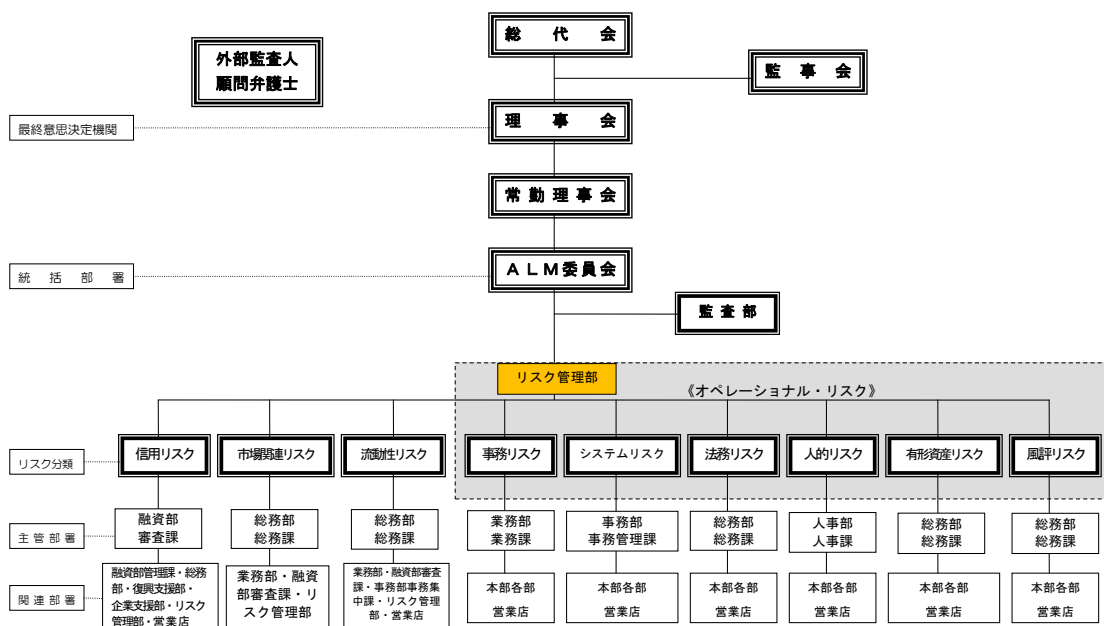 総代会
外部監査人
顧問弁護士
監事会
最終意思決定機関
理事会
常勤理事会
統括部署
ＡＬＭ委員会
監査部
リスク管理部
《オペレーショナル・リスク》
リスク分類
信用リスク
市場関連リスク
流動性リスク
事務リスク
システムリスク
法務リスク
人的リスク
有形資産リスク
風評リスク
主管部署
融資部
審査課
総務部
総務課
総務部
総務課
業務部
業務課
事務部
事務管理課
総務部
総務課
人事部
人事課
総務部
総務課
総務部
総務課
関連部署
融資部管理課・総務
部・復興支援部・
企業支援部・リスク
管理部・営業店
業務部・融資
部審査課・リ
スク管理部
業務部・融資部審査
課・事務部事務集
中課・リスク管理
部・営業店
本部各部
営業店
本部各部
営業店
本部各部
営業店
本部各部
営業店
本部各部
営業店
本部各部
営業店